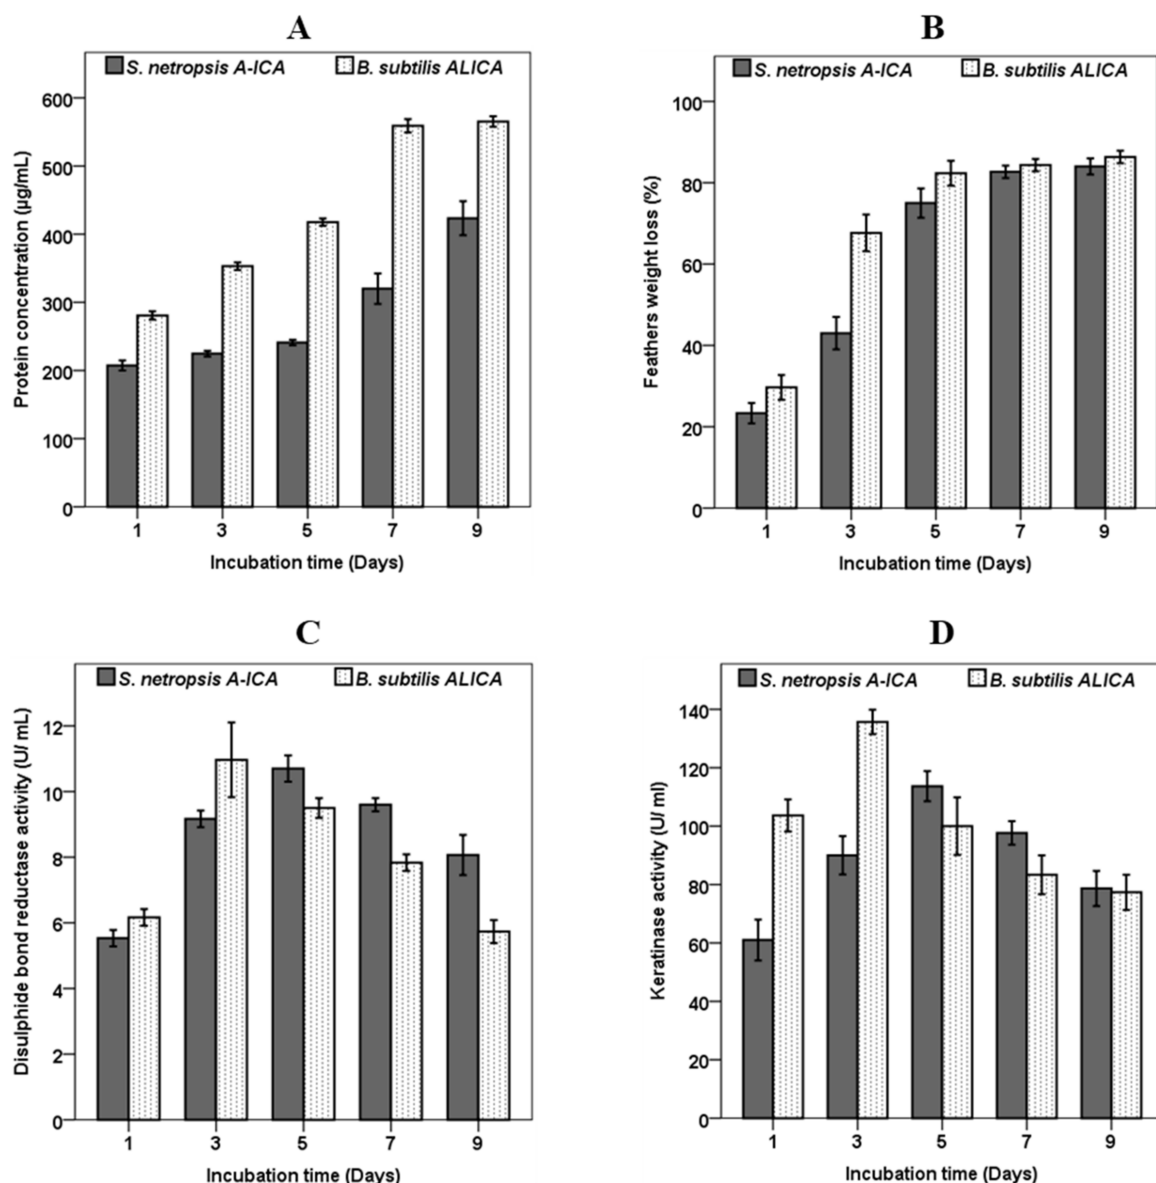 A
S. netropsis A-ICA B. subtilis ALICA
Protein concentration (µg/mL)
600
500
400
300
200
100
0
1 3 5 7 9
Incubation time (Days)
B
S. netropsis A-ICA B. subtilis ALICA
Feathers weight loss (%)
100
80
60
40
20
0
1 3 5 7 9
Incubation time (Days)
C
S. netropsis A-ICA B. subtilis ALICA
Disulphide bond reductase activity (U/ mL)
12
10
8
6
4
2
0
1 3 5 7 9
Incubation time (Days)
D
S. netropsis A-ICA B. subtilis ALICA
Keratinase activity (U/ ml)
140
120
100
80
60
40
20
0
1 3 5 7 9
Incubation time (Days)